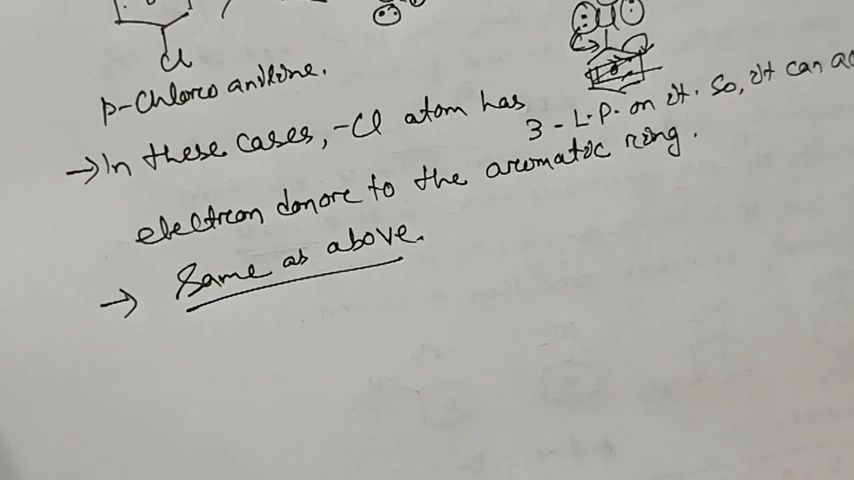 Cl
p-Chloro aniline.
→ In these cases, -Cl atom has 3-L.P. on it. So, it can ac
electron donor to the aromatic ring.
→ Same as above.